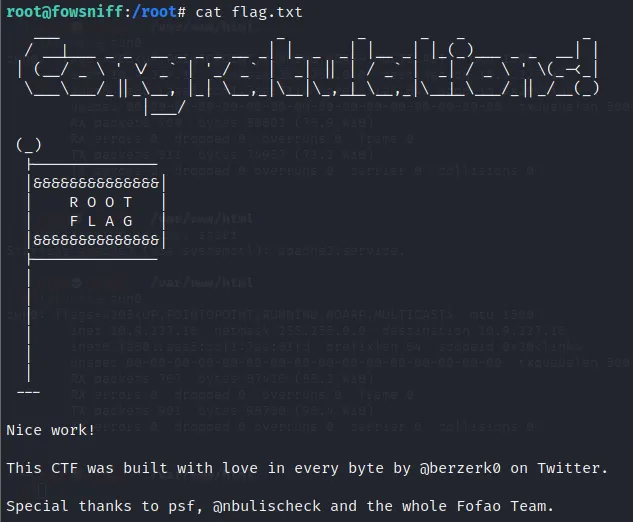 root@fowsniff:/root# cat flag.txt
Congratulations!
R O O T
F L A G
Nice work!
This CTF was built with love in every byte by @berzerk0 on Twitter.
Special thanks to psf, @nbulischeck and the whole Fofao Team.